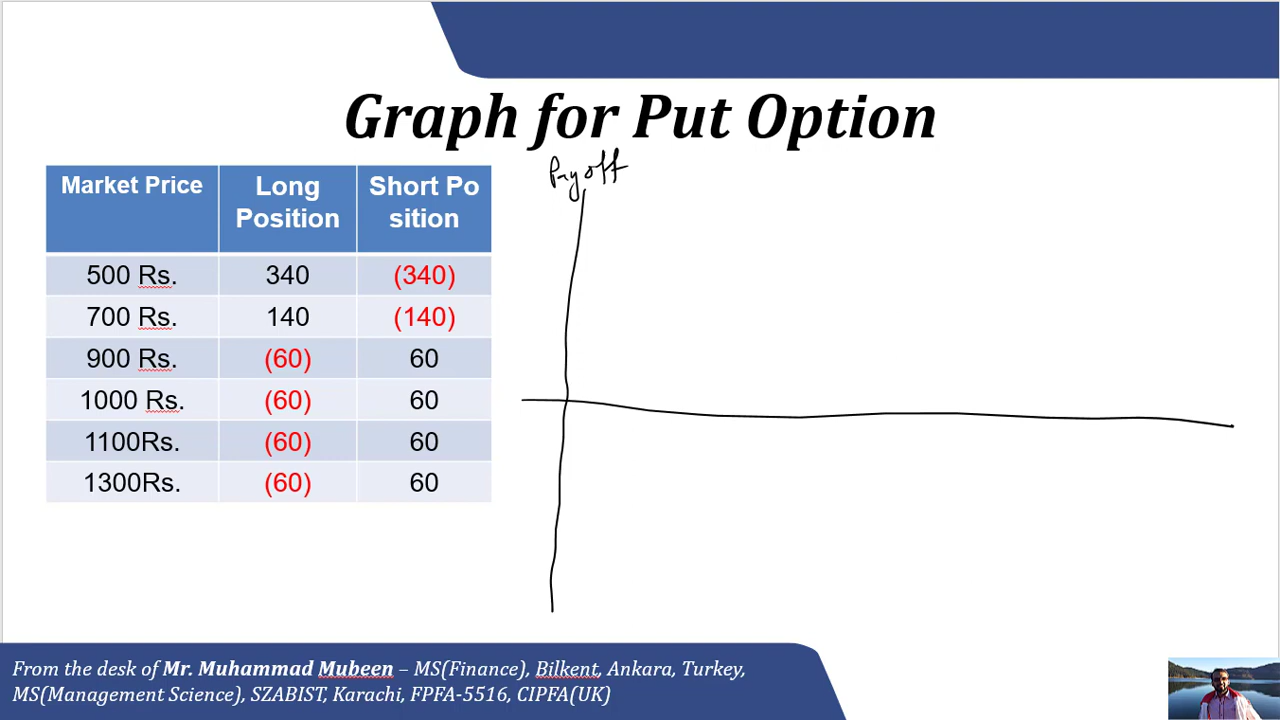 Graph for Put Option
Payoff
Market Price Long Position Short Po sition
500 Rs. 340 (340)
700 Rs. 140 (140)
900 Rs. (60) 60
1000 Rs. (60) 60
1100Rs. (60) 60
1300Rs. (60) 60
From the desk of Mr. Muhammad Mubeen – MS(Finance), Bilkent, Ankara, Turkey,
MS(Management Science), SZABIST, Karachi, FPFA-5516, CIPFA(UK)